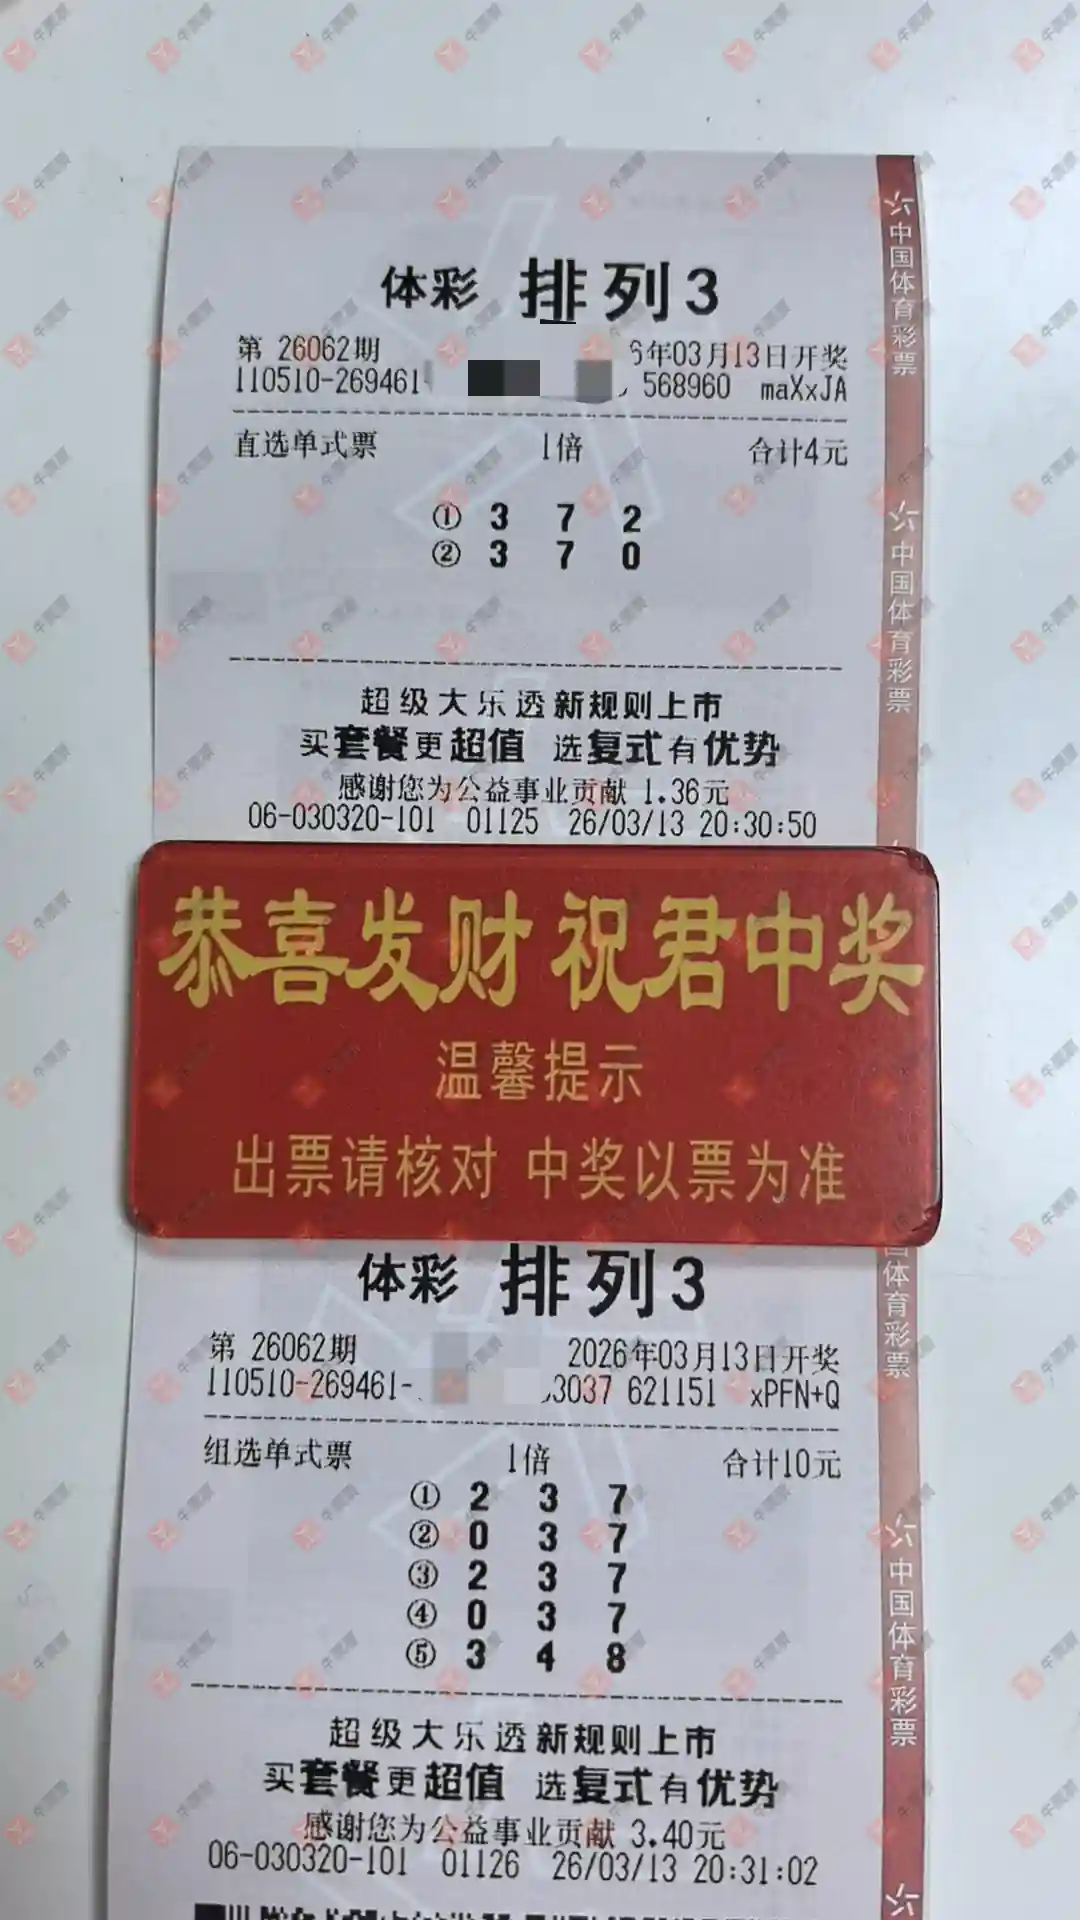 体彩 排列3
第 26062期 6年03月13日开奖
110510-269461- 568960 maXxJA
直选单式票 1倍 合计4元
① 3 7 2
② 3 7 0
超级大乐透新规则上市
买套餐更超值 选复式有优势
感谢您为公益事业贡献 1.36元
06-030320-101 01125 26/03/13 20:30:50
恭喜发财 祝君中奖
温馨提示
出票请核对 中奖以票为准
体彩 排列3
第 26062期 2026年03月13日开奖
110510-269461- 3037 621151 xPFN+Q
组选单式票 1倍 合计10元
① 2 3 7
② 0 3 7
③ 2 3 7
④ 0 3 7
⑤ 3 4 8
超级大乐透新规则上市
买套餐更超值 选复式有优势
感谢您为公益事业贡献 3.40元
06-030320-101 01126 26/03/13 20:31:02
中国体育彩票
中国体育彩票
国体育彩票
中国体育彩票